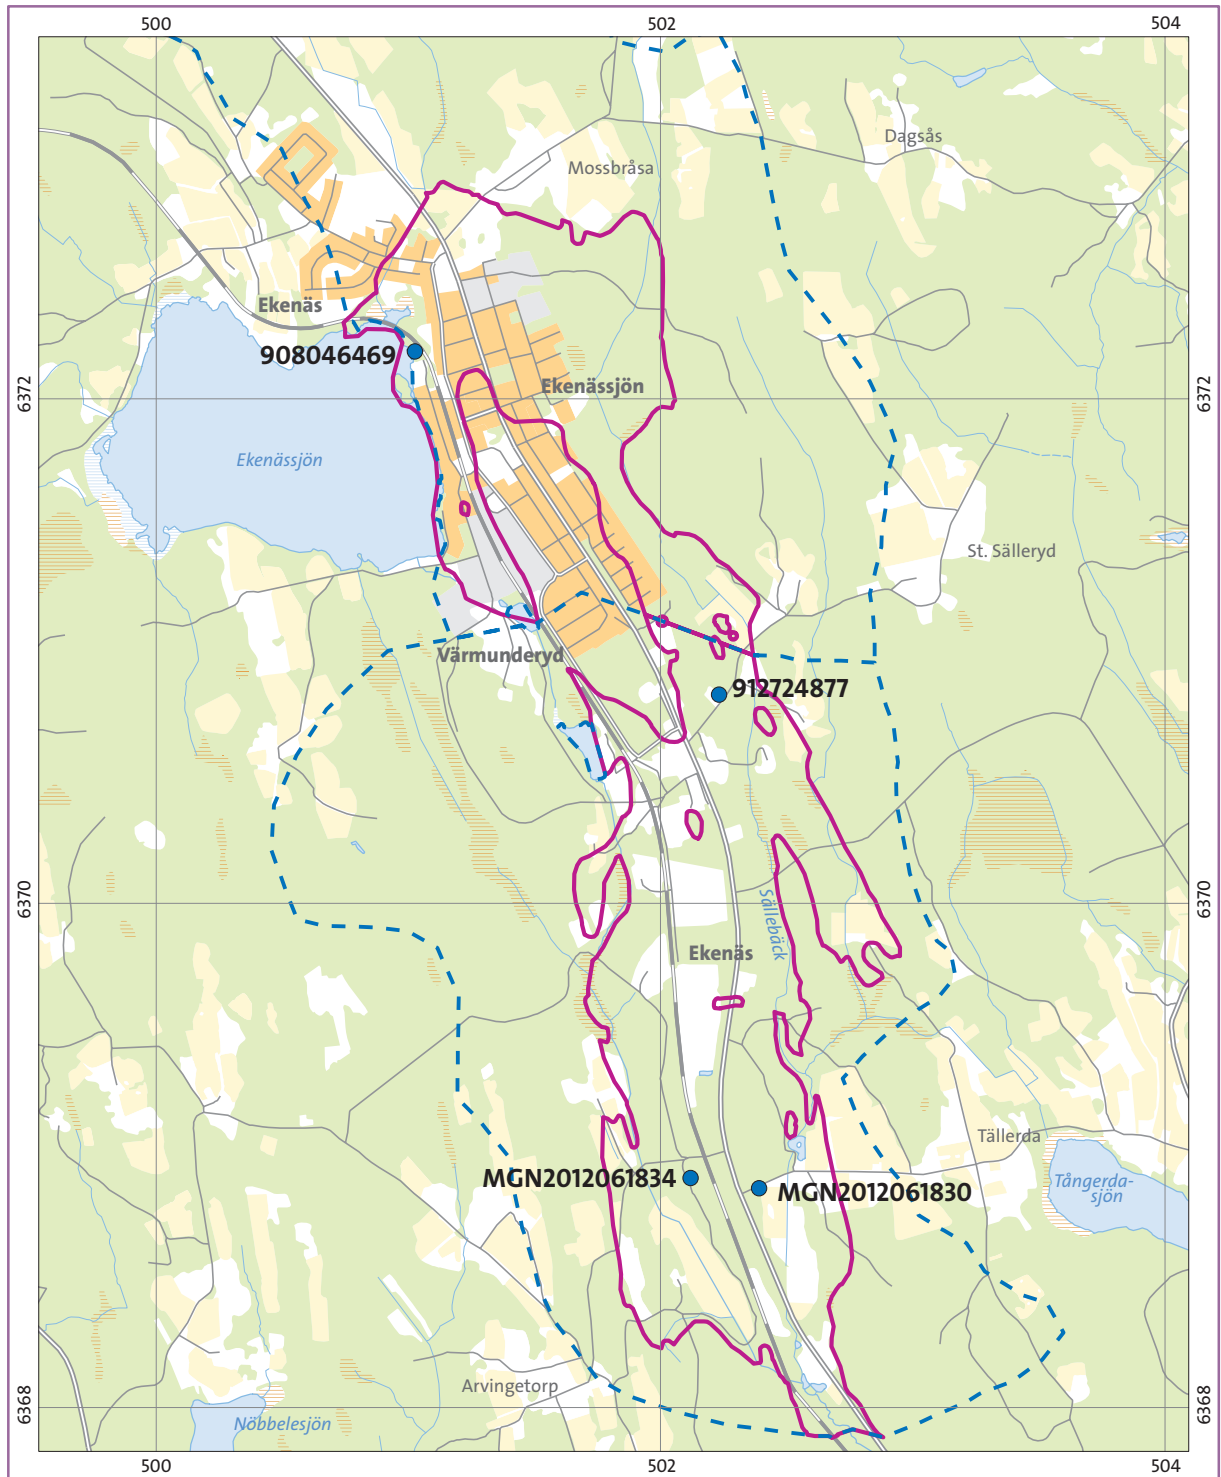 500
502
504
Dagsås
Mossbråsa
Ekenäs
908046469
Ekenässjön
6372
6372
Ekenässjön
St. Sälleryd
Värmunderyd
912724877
6370
6370
Sällebäck
Ekenäs
Tällerda
MGN2012061834
MGN2012061830
Tångerda-
sjön
Arvingetorp
6368
6368
Nöbbelesjön
500
502
504